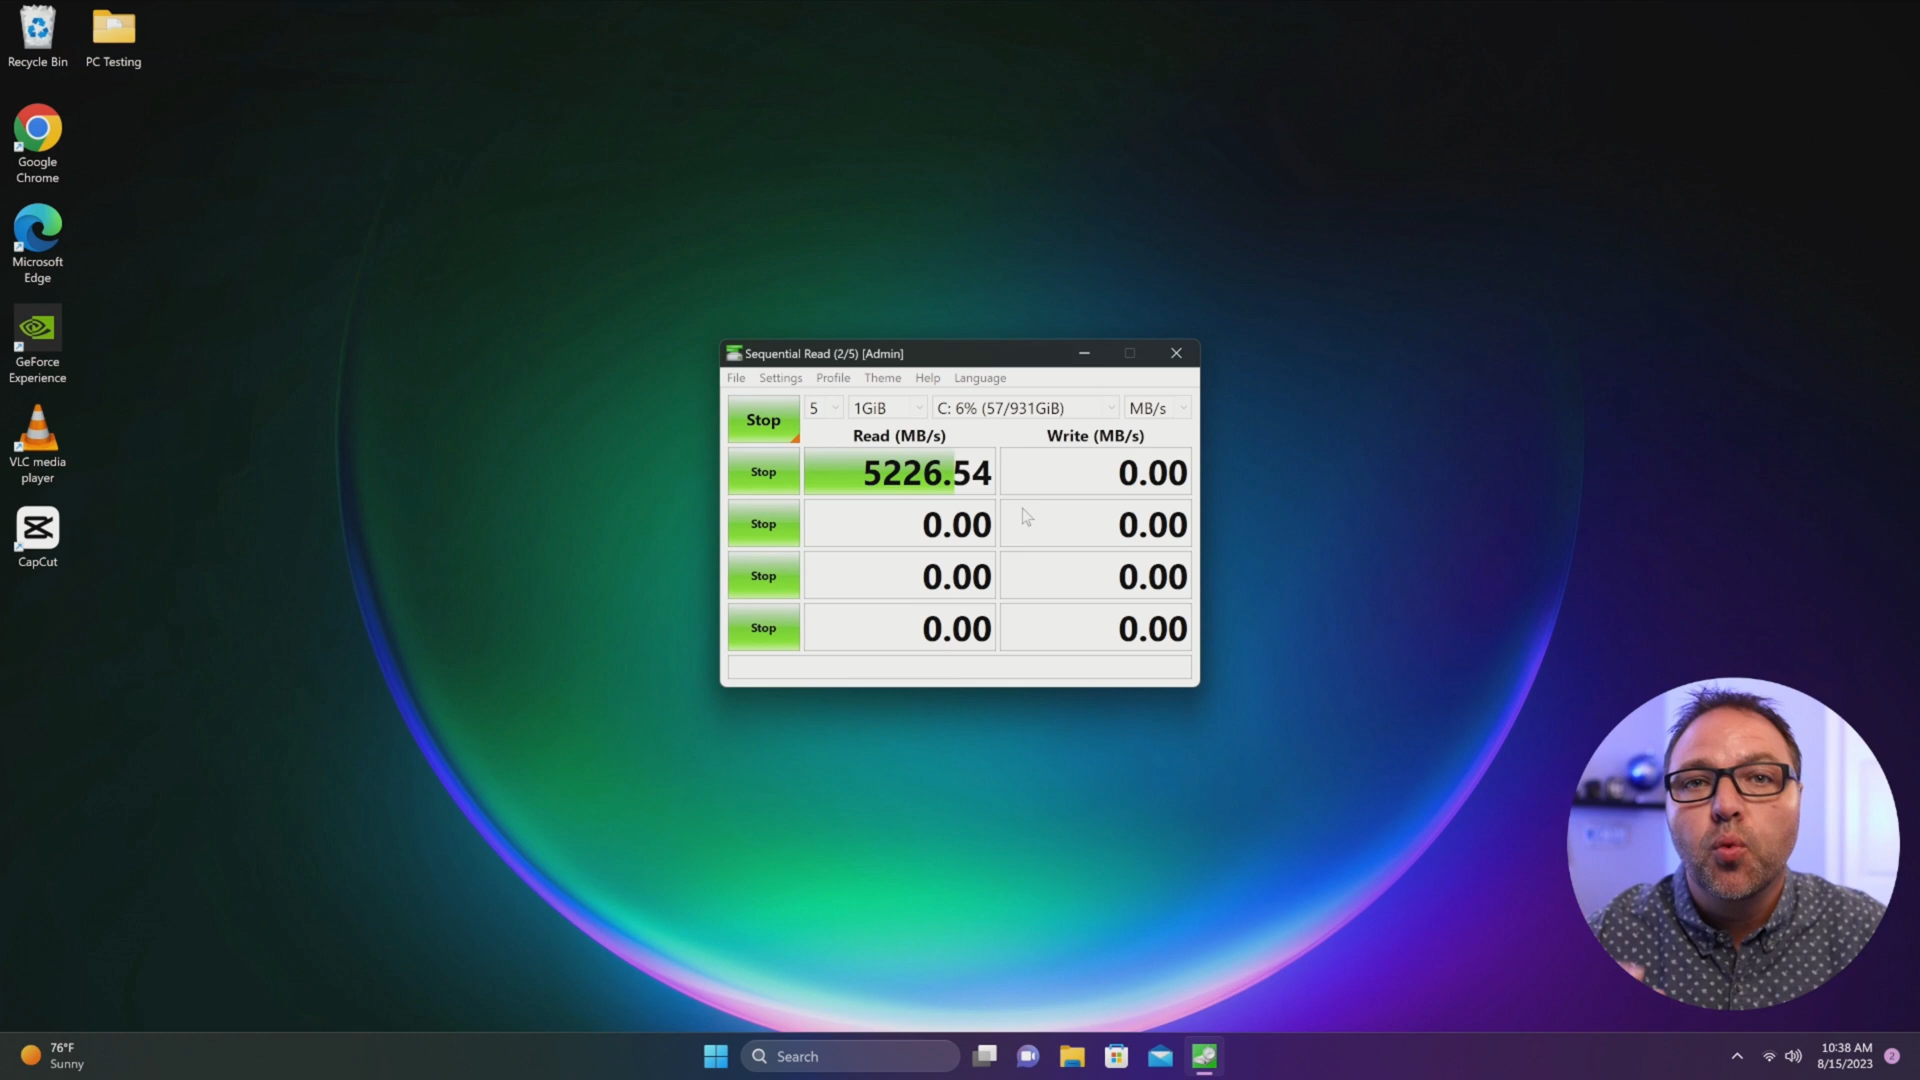 Recycle Bin
PC Testing
Google
Chrome
Microsoft
Edge
GeForce
Experience
VLC media
player
CapCut
Sequential Read (2/5) [Admin]
File Settings Profile Theme Help Language
Stop 5 1GiB C: 6% (57/931GiB) MB/s
Read (MB/s) Write (MB/s)
Stop 5226.54 0.00
Stop 0.00 0.00
Stop 0.00 0.00
Stop 0.00 0.00
76°F
Sunny
Search
10:38 AM
8/15/2023
2